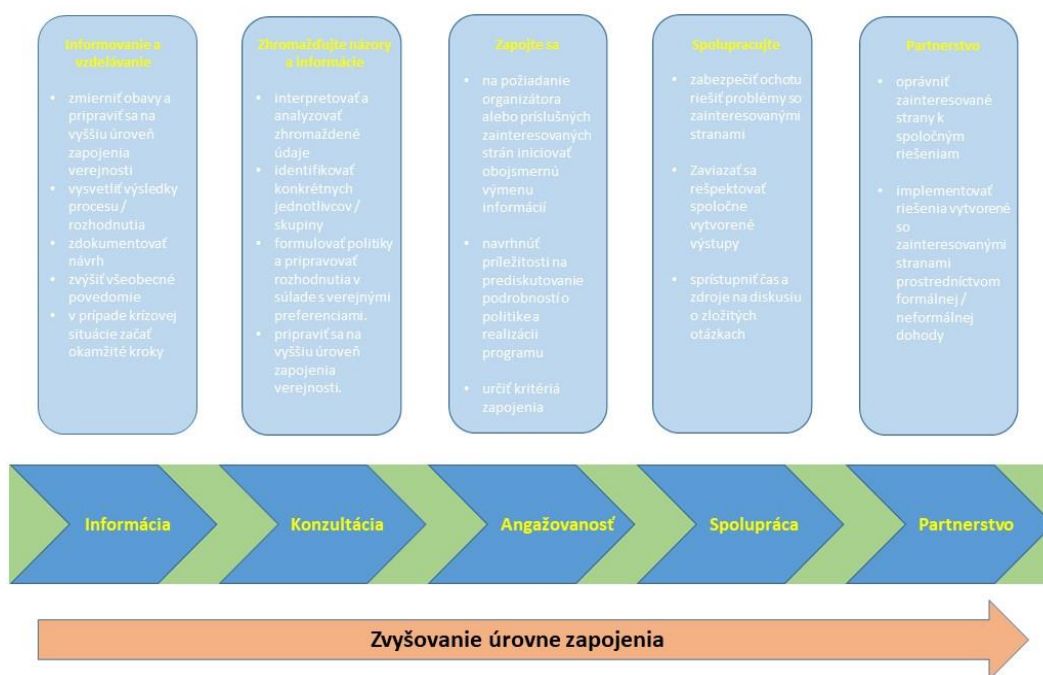 Informovanie a
vzdelávanie
• zmierniť obavy a
pripraviť sa na
vyššiu úroveň
zapojenia
verejnosti
• vysvetliť výsledky
procesu /
rozhodnutia
• zdokumentovať
návrh
• zvýšiť všeobecné
povedomie
• v prípade krízovej
situácie začať
okamžité kroky
Zhromažďujte názory
a informácie
• interpretovať a
analyzovať
zhromaždené
údaje
• identifikovať
konkrétnych
jednotlivcov /
skupiny
• formulovať politiky
a pripravovať
rozhodnutia v
súlade s verejnými
preferenciami.
• pripraviť sa na
vyššiu úroveň
zapojenia
verejnosti.
Zapojte sa
• na požiadanie
organizátora
alebo príslušných
zainteresovaných
strán iniciovať
obojsmernú
výmenu
informácií
• navrhnúť
príležitosti na
prediskutovanie
podrobností o
politike a
realizácii
programu
• určiť kritériá
zapojenia
Spolupracujte
• zabezpečiť ochotu
riešiť problémy so
zainteresovanými
stranami
• Zaviazať sa
rešpektovať
spoločne
vytvorené
výstupy
• sprístupniť čas a
zdroje na diskusiu
o zložitých
otázkach
Partnerstvo
• oprávniť
zainteresované
strany k
spoločným
riešeniam
• implementovať
riešenia vytvorené
so
zainteresovanými
stranami
prostredníctvom
formálnej /
neformálnej
dohody
Informácia
Konzultácia
Angažovanosť
Spolupráca
Partnerstvo
Zvyšovanie úrovne zapojenia